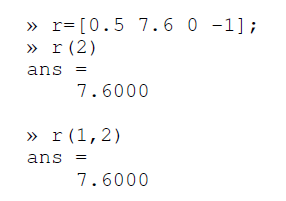 » r=[0.5 7.6 0 -1];
» r(2)
ans =
7.6000
» r(1,2)
ans =
7.6000